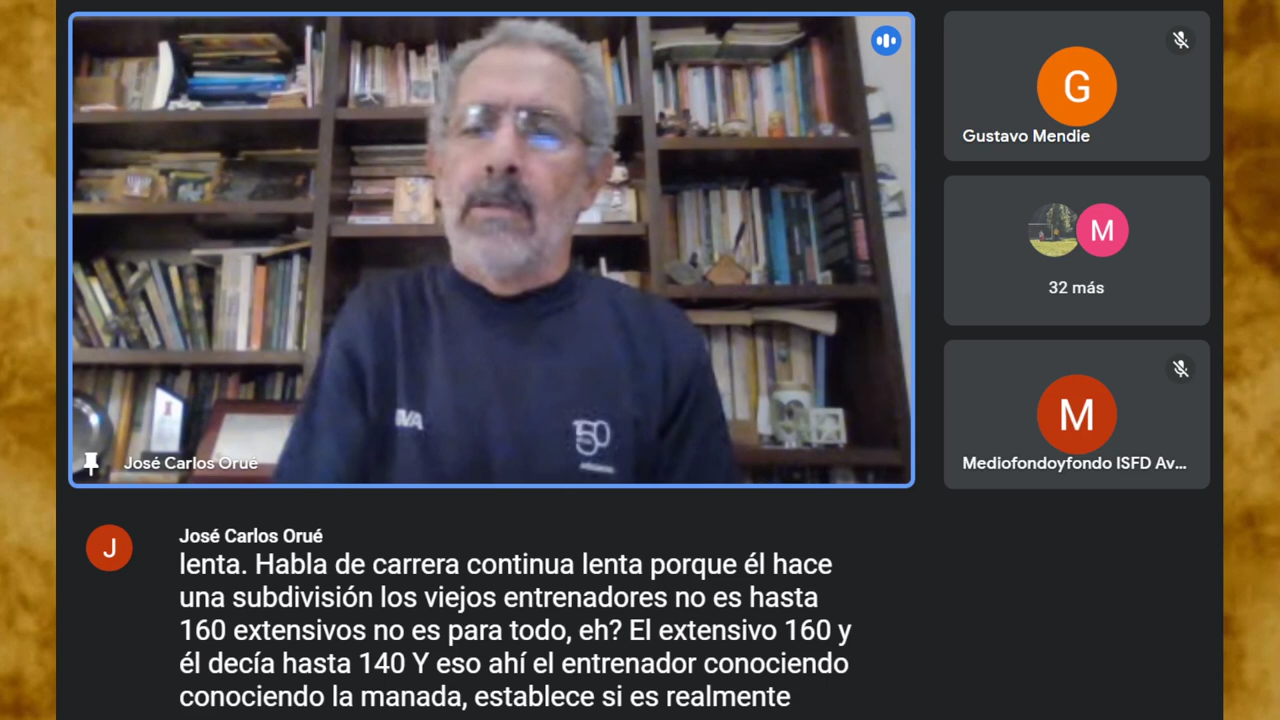 G
Gustavo Mendie
M
32 más
M
Mediofondoyfondo ISFD Av...
150
José Carlos Orué
J
José Carlos Orué
lenta. Habla de carrera continua lenta porque él hace
una subdivisión los viejos entrenadores no es hasta
160 extensivos no es para todo, eh? El extensivo 160 y
él decía hasta 140 Y eso ahí el entrenador conociendo
conociendo la manada, establece si es realmente